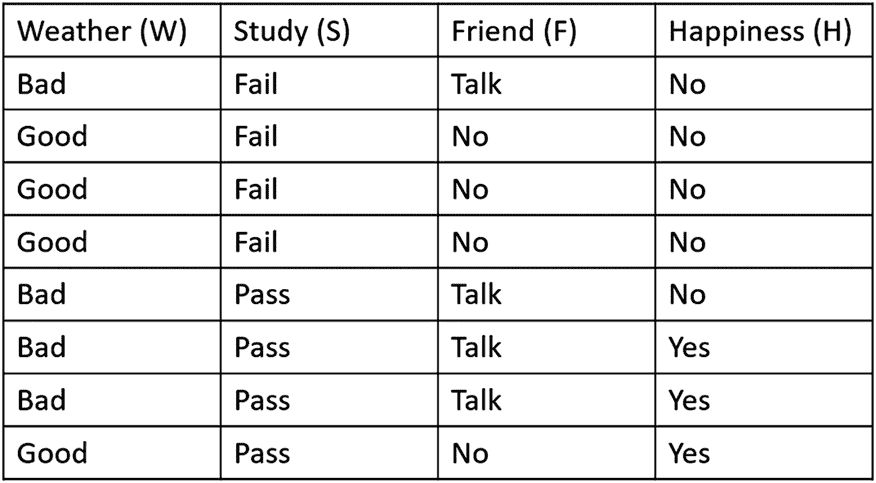 Weather (W) Study (S) Friend (F) Happiness (H)
Bad Fail Talk No
Good Fail No No
Good Fail No No
Good Fail No No
Bad Pass Talk No
Bad Pass Talk Yes
Bad Pass Talk Yes
Good Pass No Yes